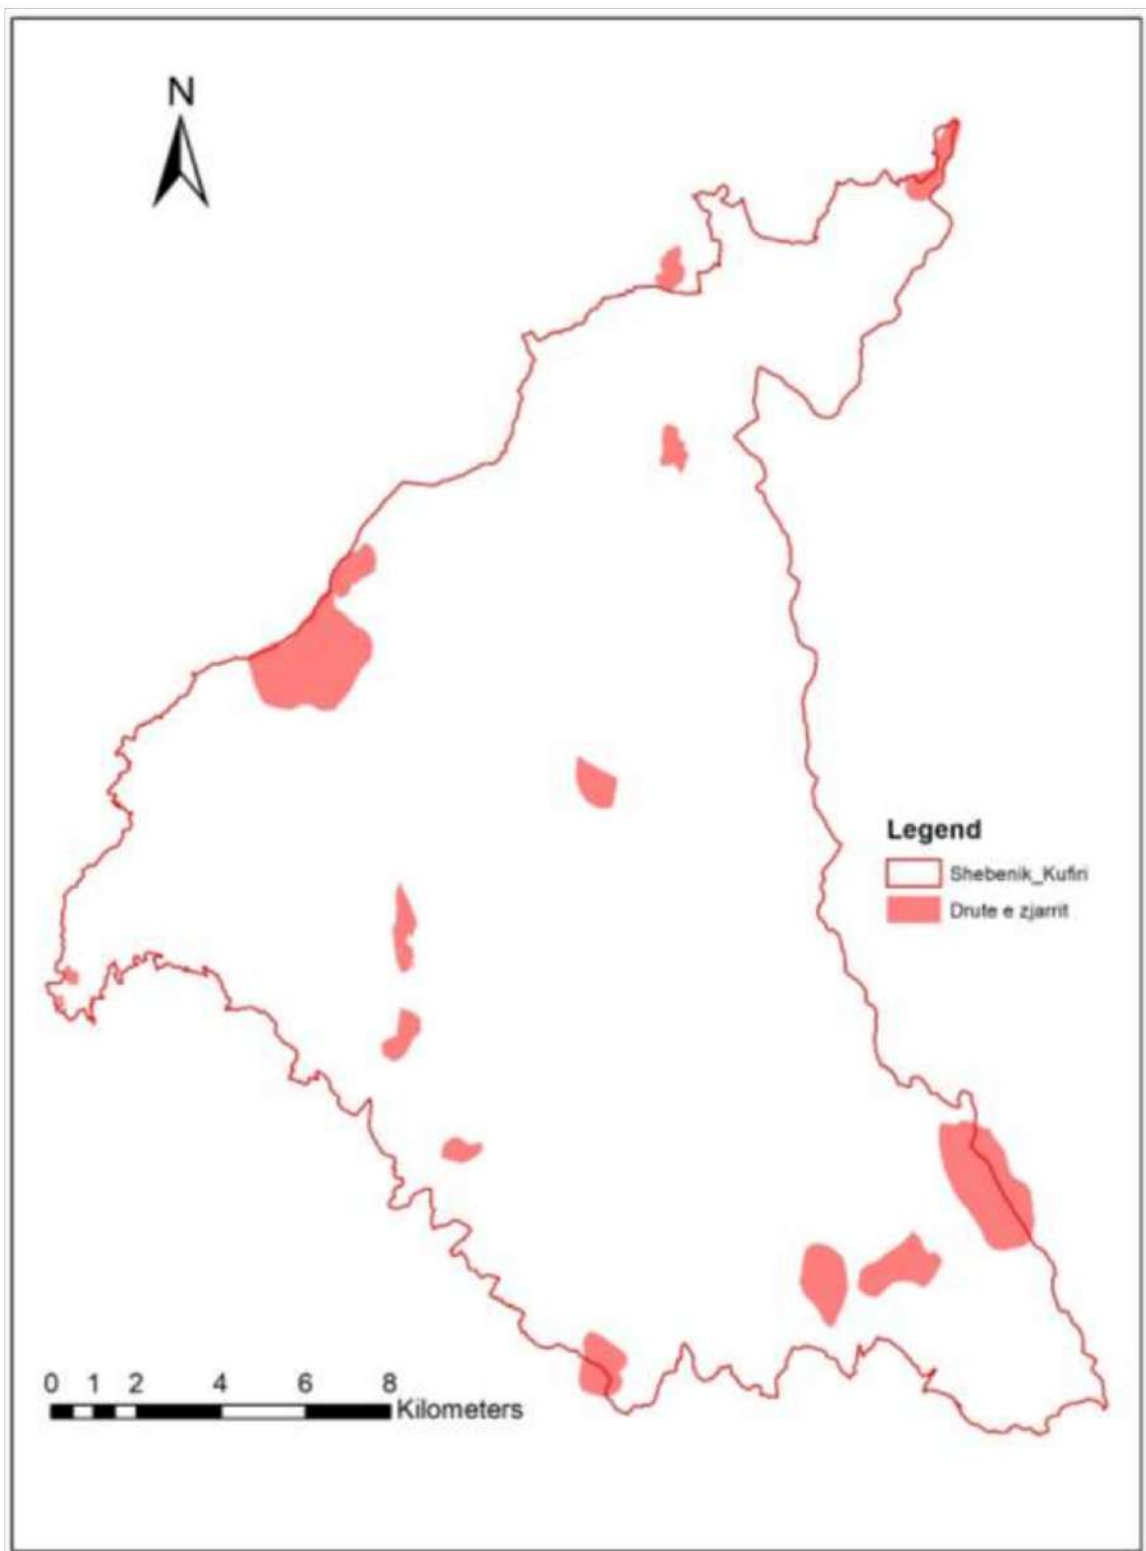 N
Legend
Shebenik_Kufiri
Drute e zjarrit
0 1 2 4 6 8
Kilometers